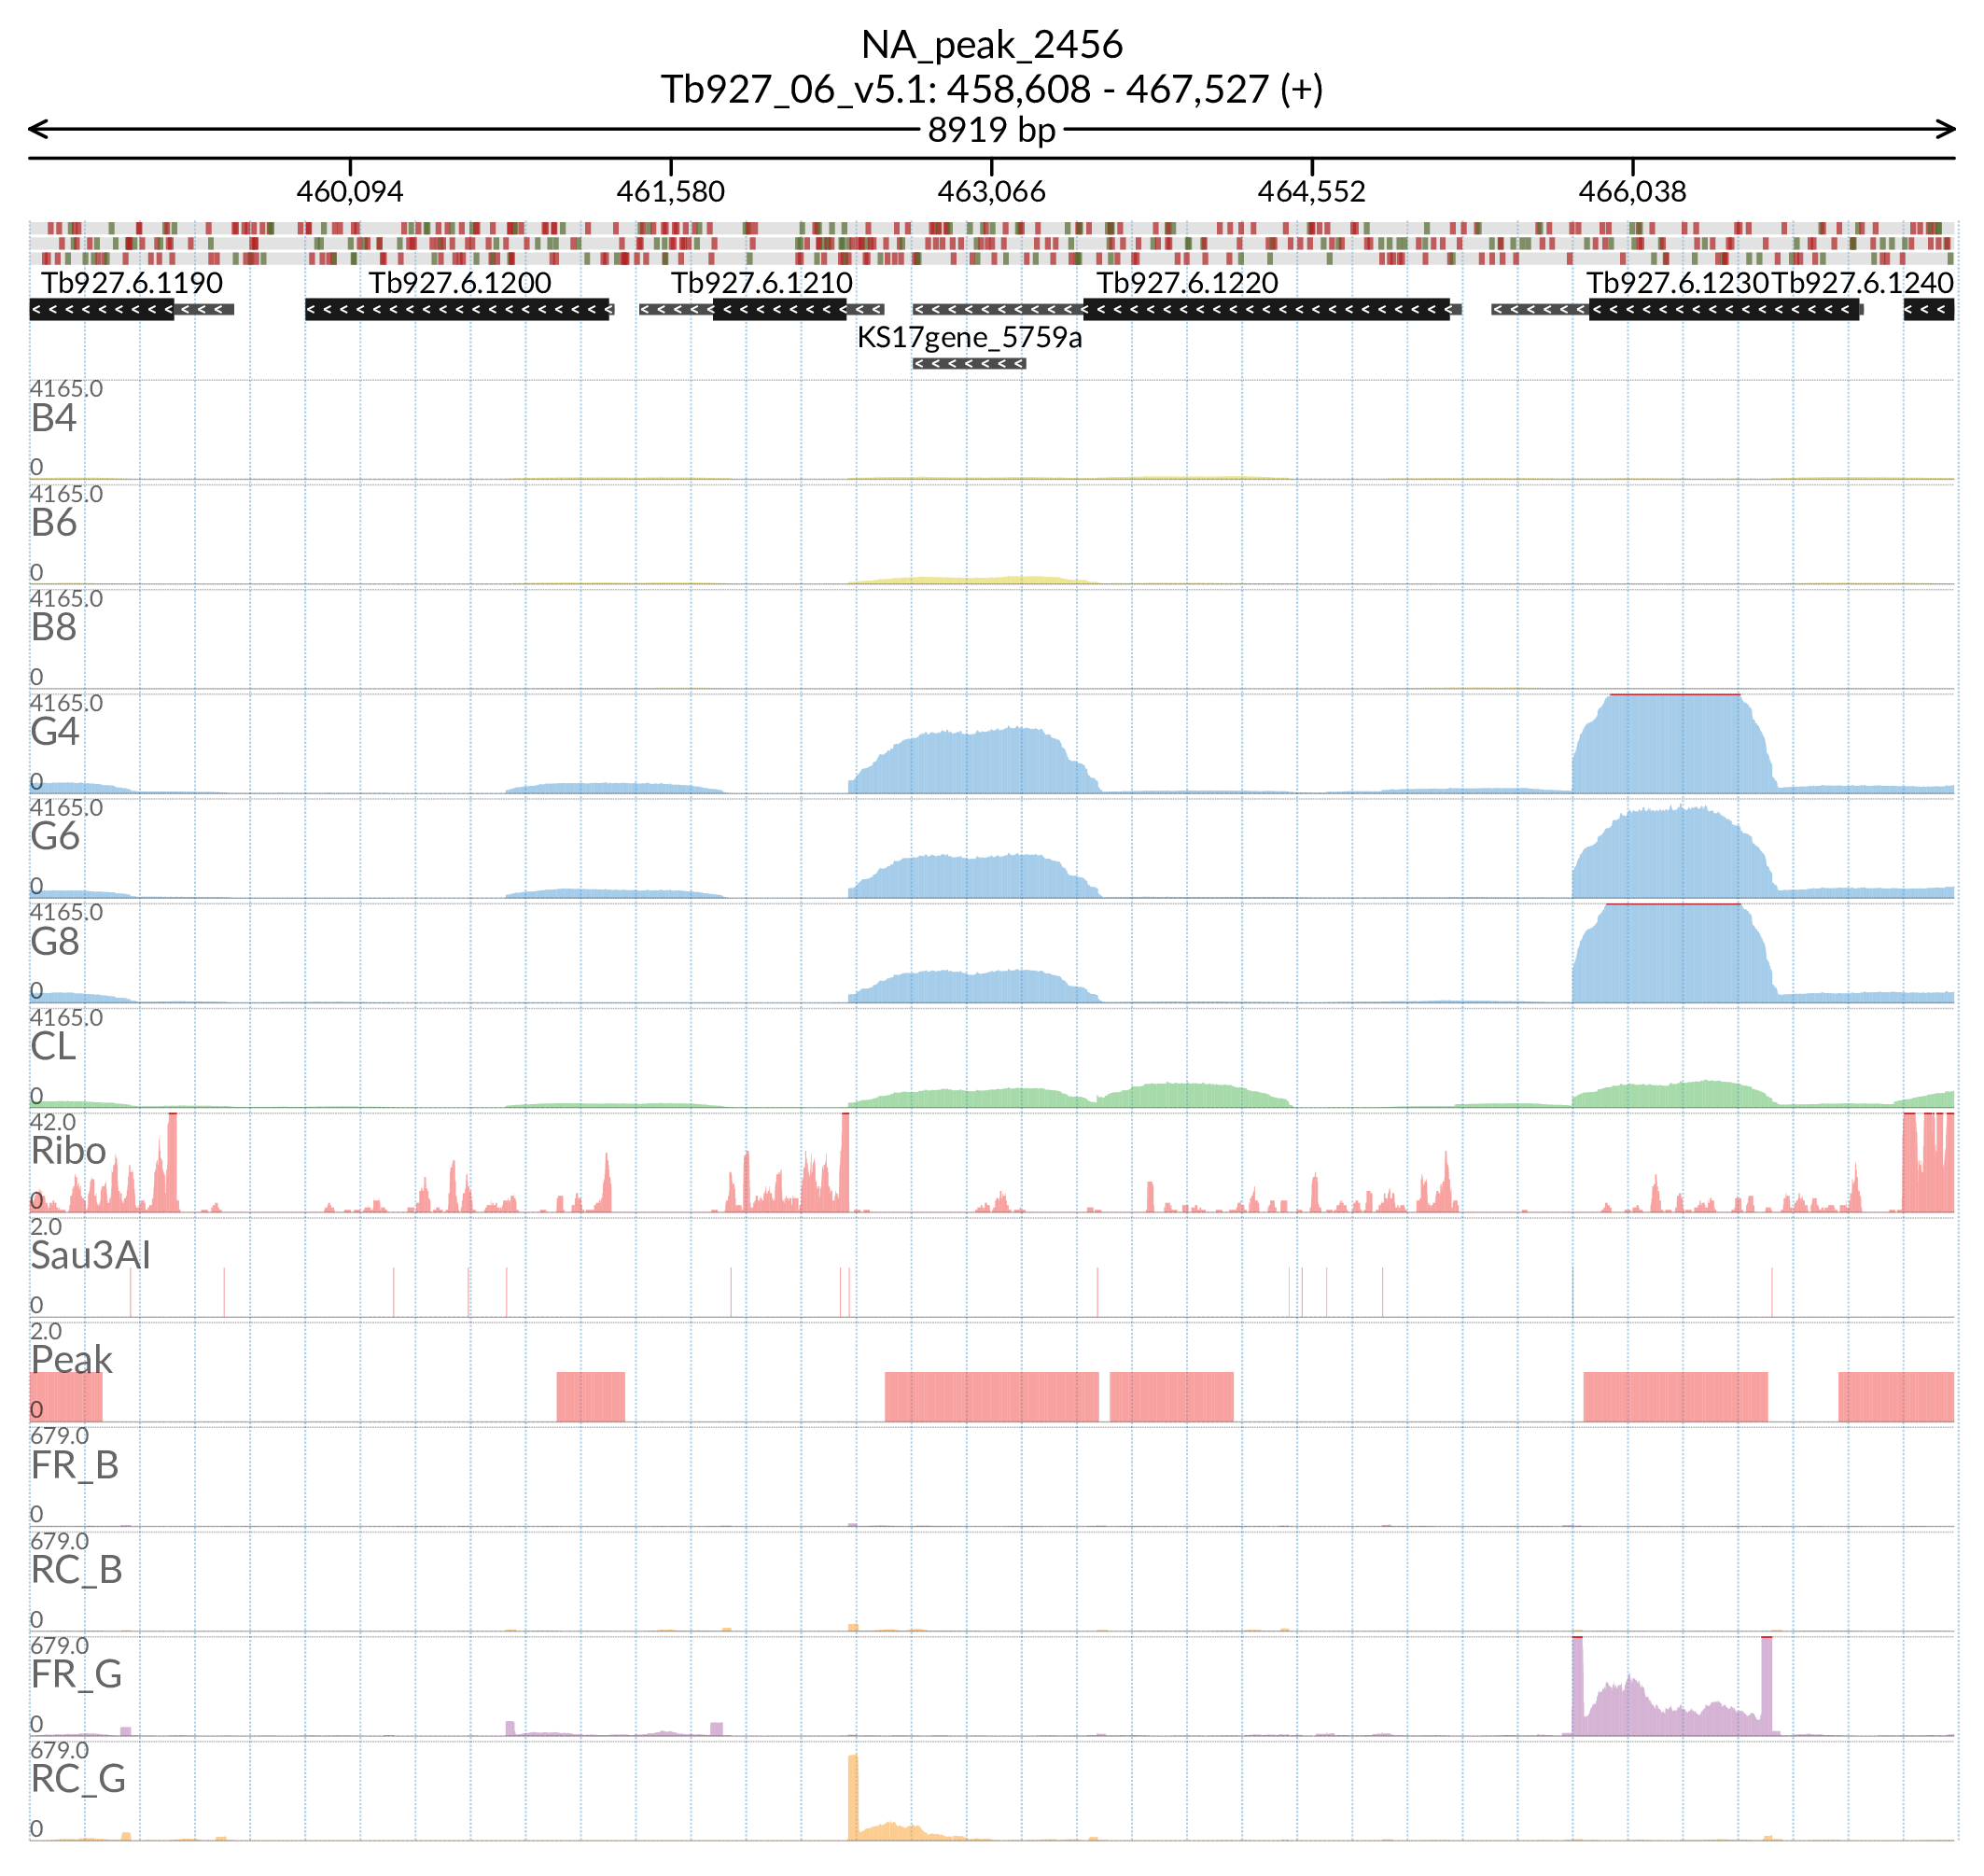 NA_peak_2456
Tb927_06_v5.1: 458,608 - 467,527 (+)
8919 bp
460,094 461,580 463,066 464,552 466,038
Tb927.6.1190 Tb927.6.1200 Tb927.6.1210 Tb927.6.1220 Tb927.6.1230 Tb927.6.1240
KS17gene_5759a
4165.0
B4
0
4165.0
B6
0
4165.0
B8
0
4165.0
G4
0
4165.0
G6
0
4165.0
G8
0
4165.0
CL
0
42.0
Ribo
0
2.0
Sau3AI
0
2.0
Peak
0
679.0
FR_B
0
679.0
RC_B
0
679.0
FR_G
0
679.0
RC_G
0